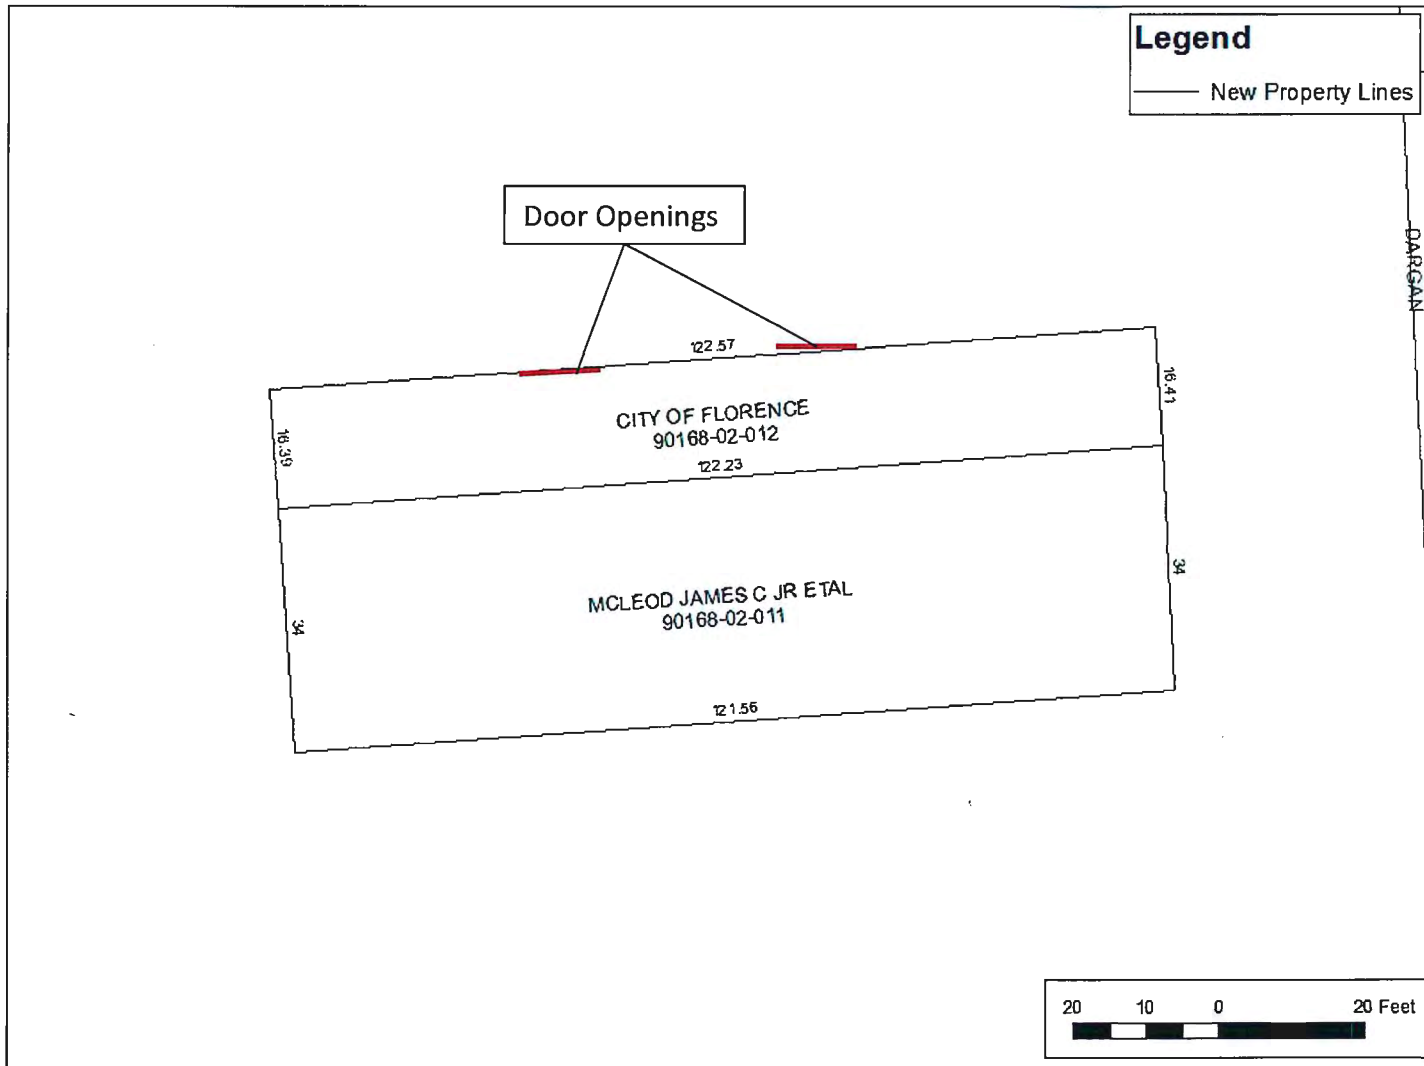 Legend
New Property Lines
Door Openings
DARGAN
122.57
16.41
CITY OF FLORENCE
90168-02-012
16.39
122.23
34
MCLEOD JAMES C JR ETAL
90168-02-011
34
121.56
20 10 0 20 Feet